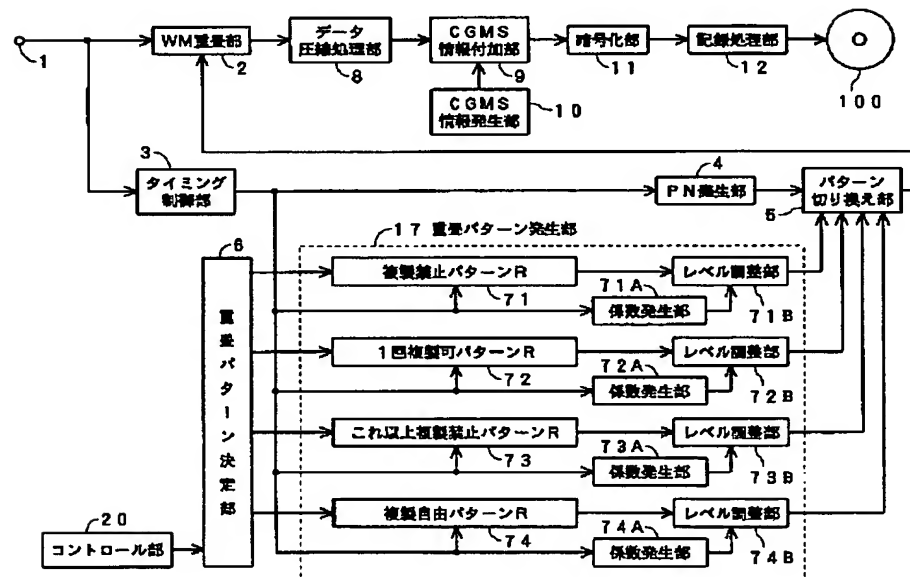 1
WM重畳部
2
データ
圧縮処理部
8
CGMS
情報付加部
9
CGMS
情報発生部
10
暗号化部
11
記録処理部
12
100
3
タイミング
制御部
4
PN発生部
パターン
切り換え部
5
6
重畳パターン決定部
17 重畳パターン発生部
複製禁止パターンR
71
71A
係数発生部
レベル調整部
71B
1回複製可パターンR
72
72A
係数発生部
レベル調整部
72B
これ以上複製禁止パターンR
73
73A
係数発生部
レベル調整部
73B
複製自由パターンR
74
74A
係数発生部
レベル調整部
74B
20
コントロール部